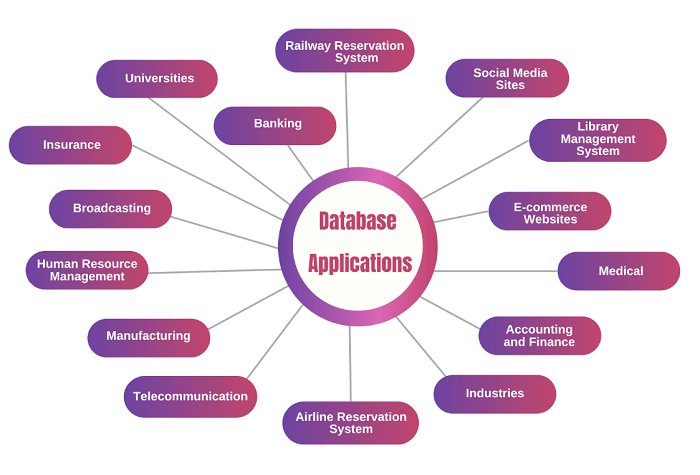 Railway Reservation
System
Social Media
Sites
Universities
Banking
Library
Management
System
Insurance
Broadcasting
E-commerce
Websites
Database
Applications
Human Resource
Management
Medical
Manufacturing
Accounting
and Finance
Telecommunication
Industries
Airline Reservation
System